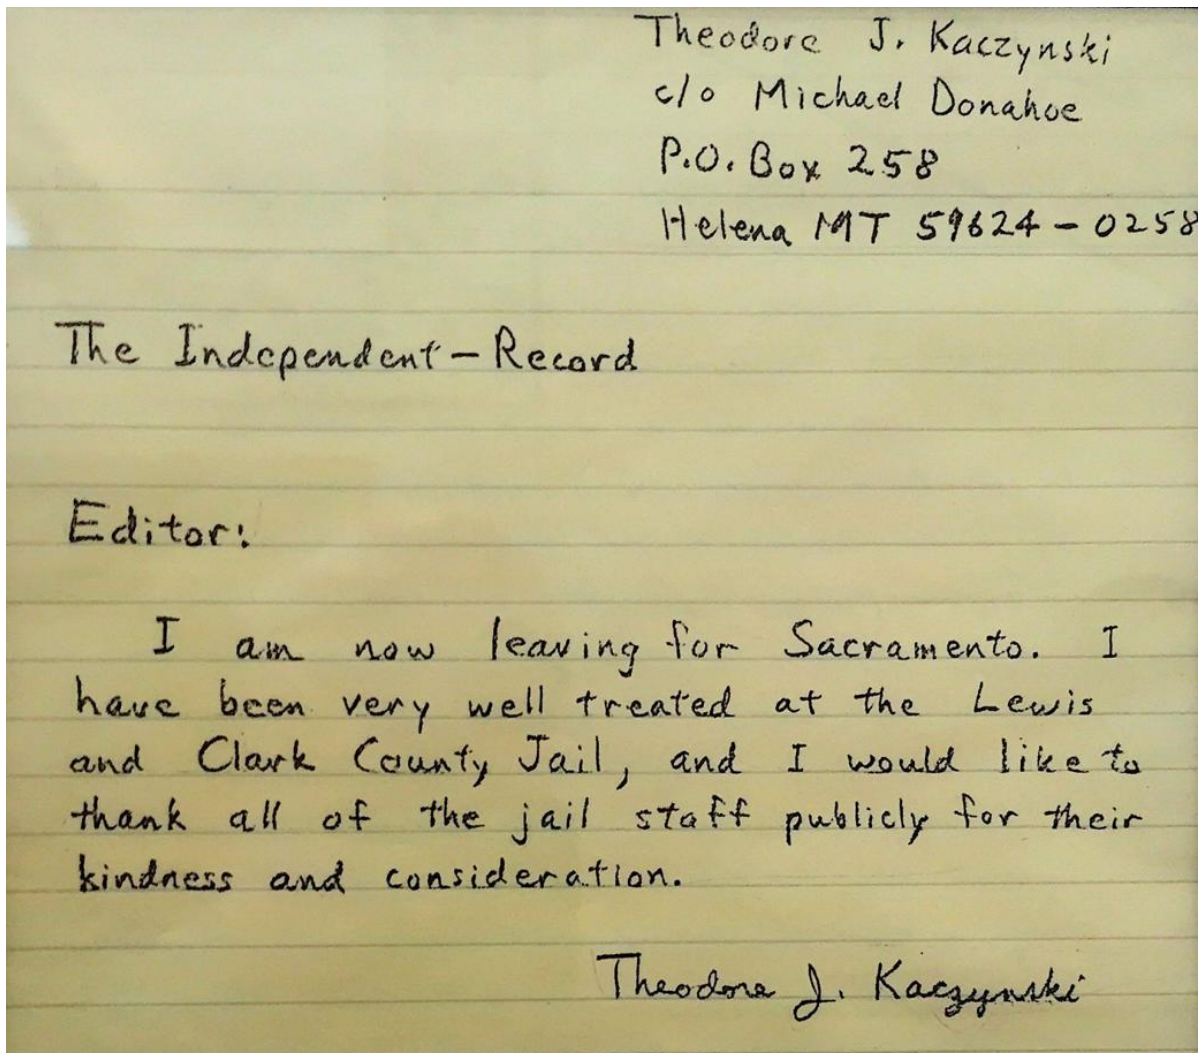 Theodore J. Kaczynski
c/o Michael Donahoe
P.O. Box 258
Helena MT 59624-0258
The Independent-Record
Editor:
I am now leaving for Sacramento. I
have been very well treated at the Lewis
and Clark County Jail, and I would like to
thank all of the jail staff publicly for their
kindness and consideration.
Theodore J. Kaczynski